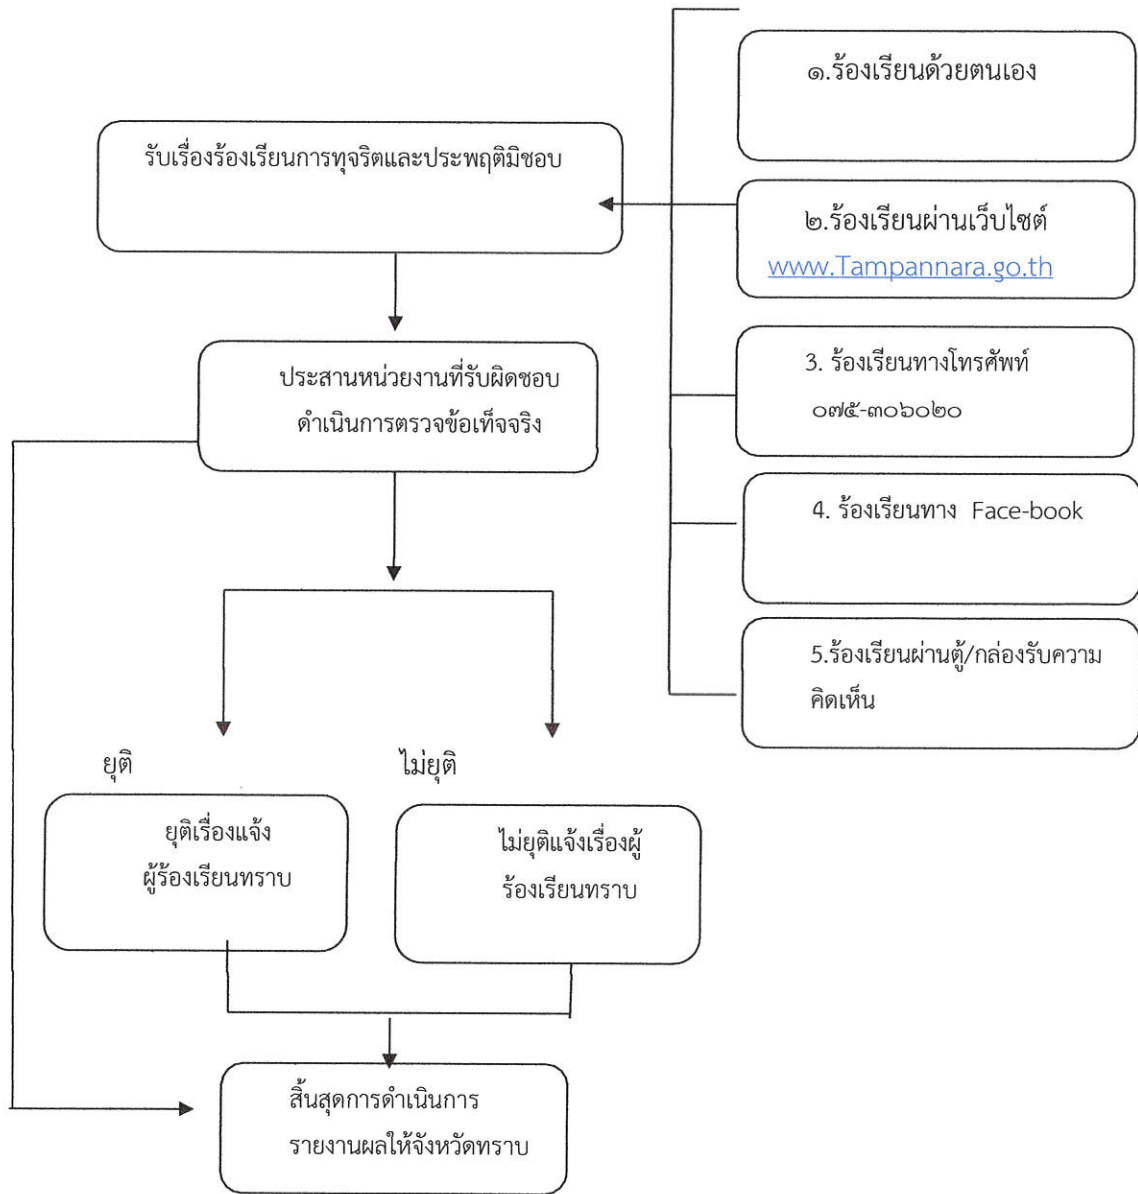 ๑.ร้องเรียนด้วยตนเอง
รับเรื่องร้องเรียนการทุจริตและประพฤติมิชอบ
๒.ร้องเรียนผ่านเว็บไซต์
www.Tampannara.go.th
3. ร้องเรียนทางโทรศัพท์
๐๗๕-๓๐๖๐๒๐
ประสานหน่วยงานที่รับผิดชอบ
ดำเนินการตรวจข้อเท็จจริง
4. ร้องเรียนทาง Face-book
5.ร้องเรียนผ่านตู้/กล่องรับความ
คิดเห็น
ยุติ
ไม่ยุติ
ยุติเรื่องแจ้ง
ผู้ร้องเรียนทราบ
ไม่ยุติแจ้งเรื่องผู้
ร้องเรียนทราบ
สิ้นสุดการดำเนินการ
รายงานผลให้จังหวัดทราบ